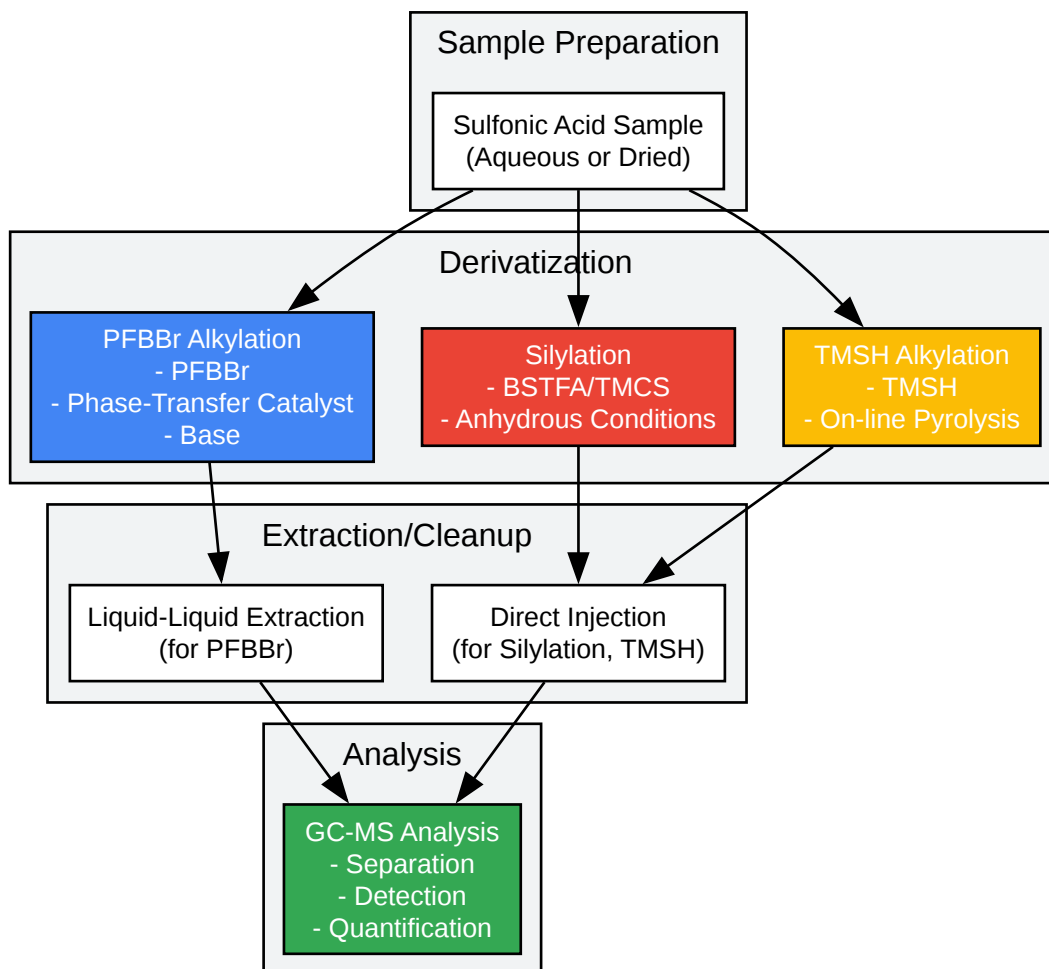 Sample Preparation
Sulfonic Acid Sample
(Aqueous or Dried)
Derivatization
PFBBr Alkylation
- PFBBr
- Phase-Transfer Catalyst
- Base
Silylation
- BSTFA/TMCS
- Anhydrous Conditions
TMSH Alkylation
- TMSH
- On-line Pyrolysis
Extraction/Cleanup
Liquid-Liquid Extraction
(for PFBBr)
Direct Injection
(for Silylation, TMSH)
Analysis
GC-MS Analysis
- Separation
- Detection
- Quantification